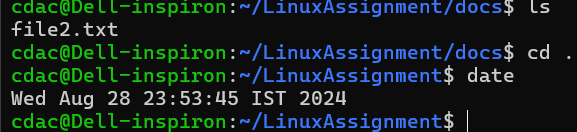 cdac@Dell-inspiron:~/LinuxAssignment/docs$ ls
file2.txt
cdac@Dell-inspiron:~/LinuxAssignment/docs$ cd .
cdac@Dell-inspiron:~/LinuxAssignment$ date
Wed Aug 28 23:53:45 IST 2024
cdac@Dell-inspiron:~/LinuxAssignment$